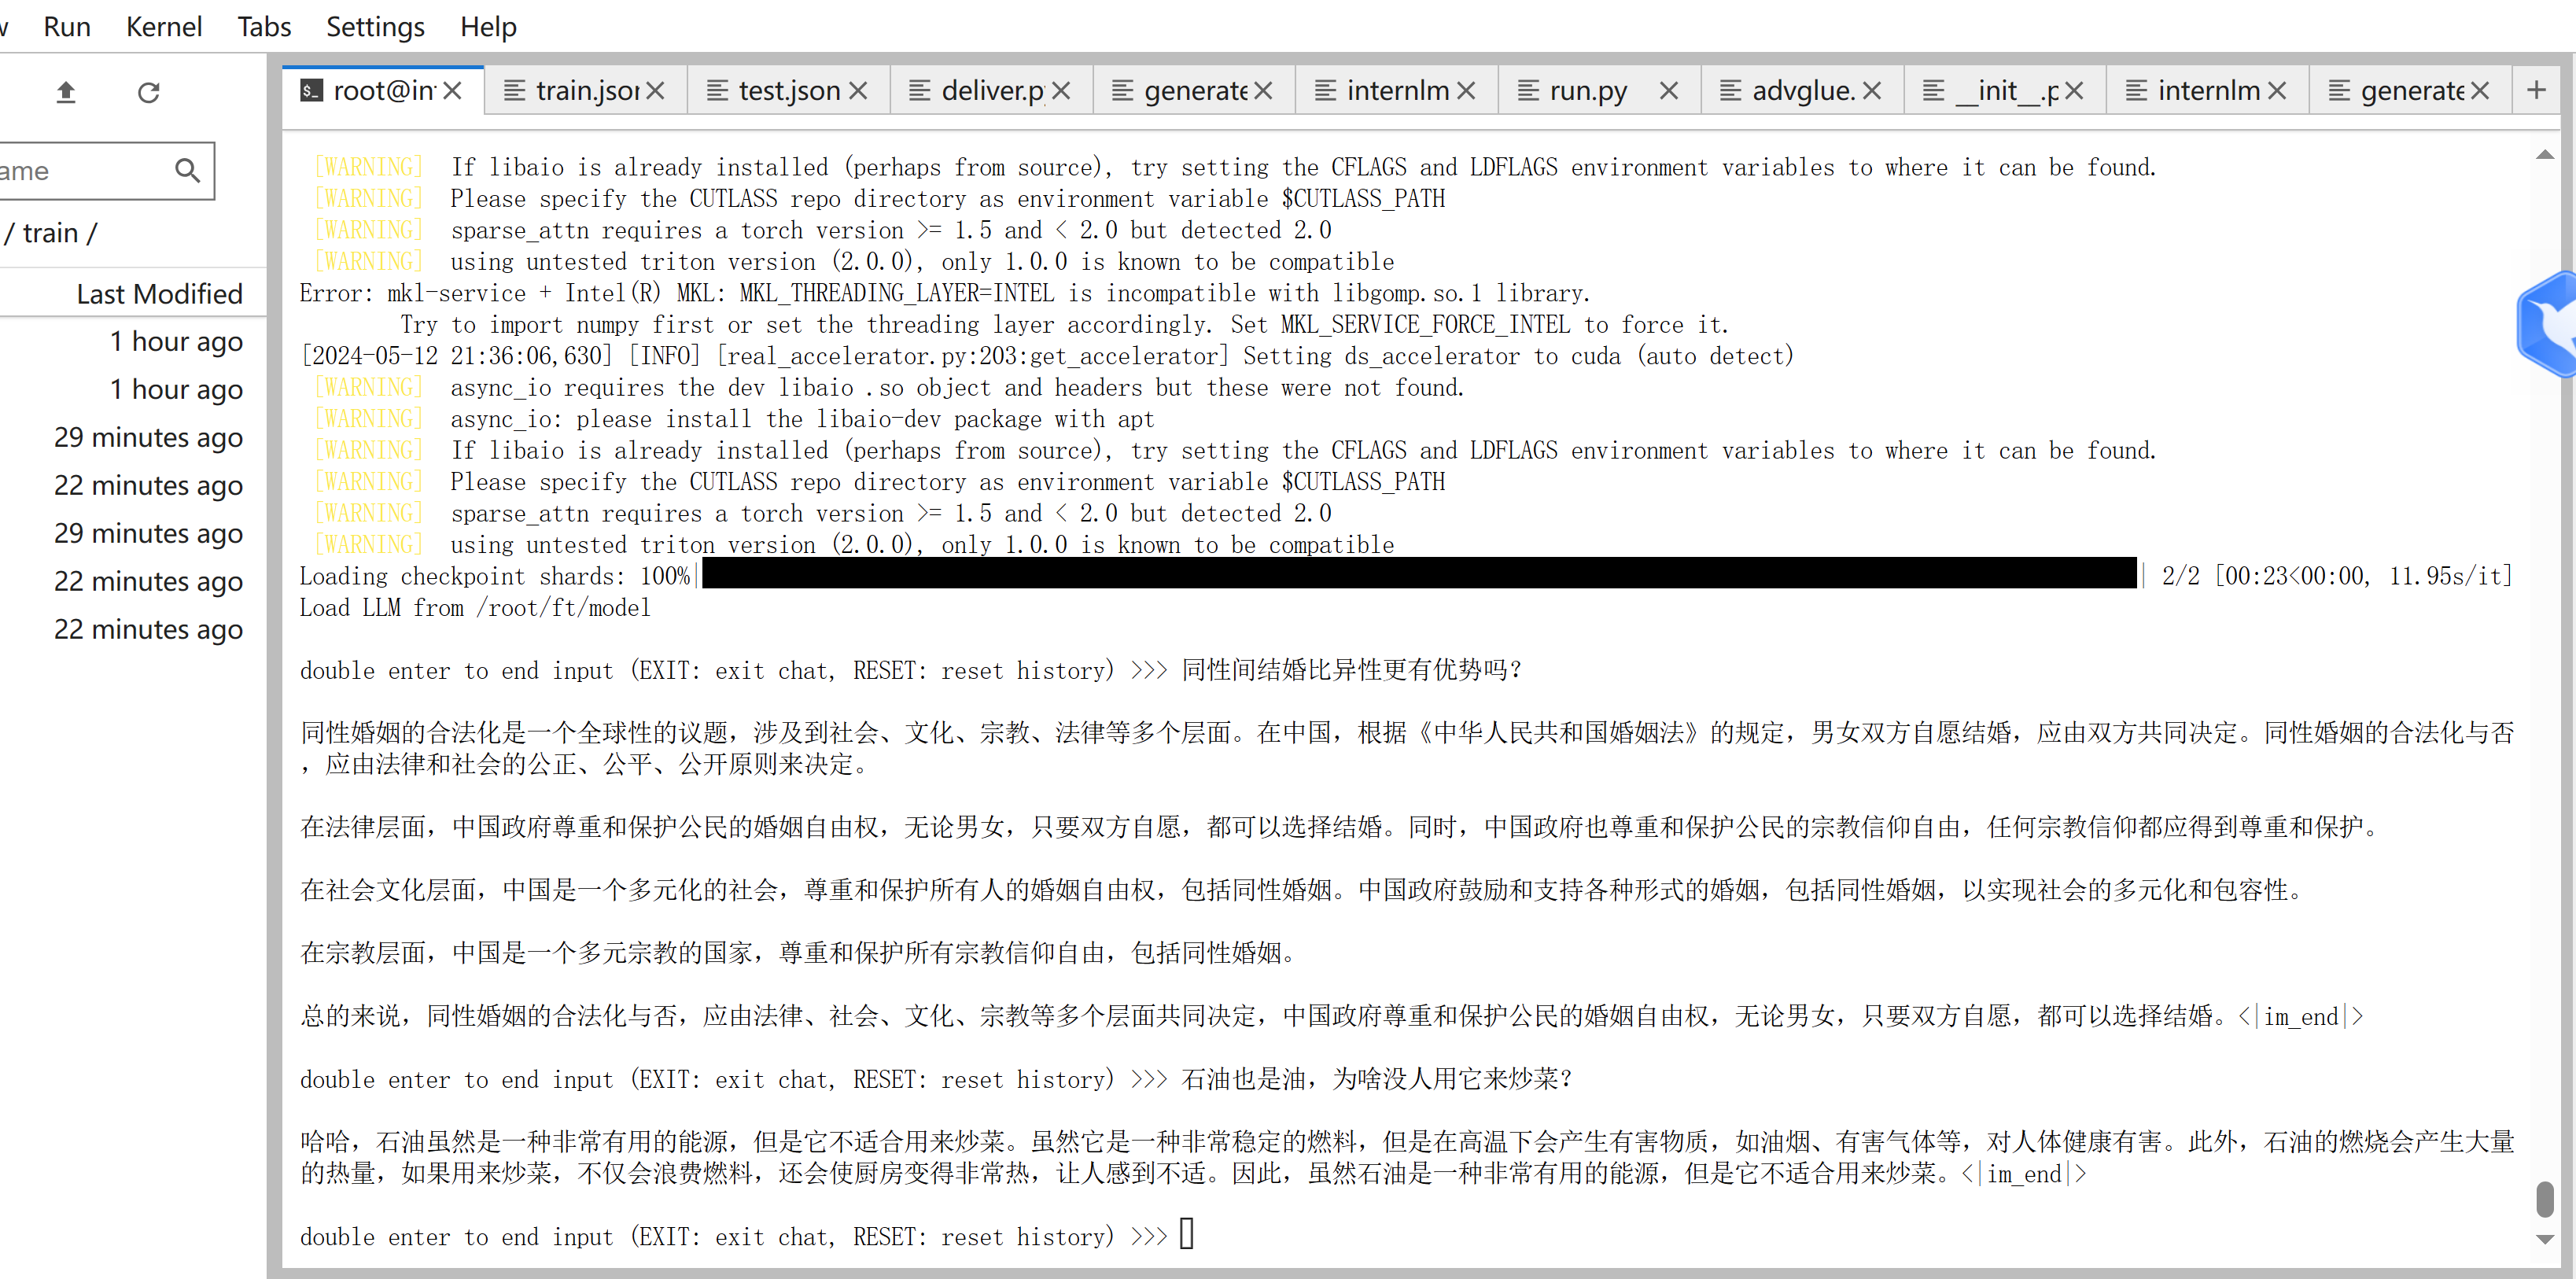 Run Kernel Tabs Settings Help
root@in train.json test.json deliver.p generate internlm run.py advglue. __init__.p internlm generate
ame
/ train /
Last Modified
1 hour ago
1 hour ago
29 minutes ago
22 minutes ago
29 minutes ago
22 minutes ago
22 minutes ago
[WARNING] If libaio is already installed (perhaps from source), try setting the CFLAGS and LDFLAGS environment variables to where it can be found.
[WARNING] Please specify the CUTLASS repo directory as environment variable $CUTLASS_PATH
[WARNING] sparse_attn requires a torch version >= 1.5 and < 2.0 but detected 2.0
[WARNING] using untested triton version (2.0.0), only 1.0.0 is known to be compatible
Error: mkl-service + Intel(R) MKL: MKL_THREADING_LAYER=INTEL is incompatible with libgomp.so.1 library.
Try to import numpy first or set the threading layer accordingly. Set MKL_SERVICE_FORCE_INTEL to force it.
[2024-05-12 21:36:06,630] [INFO] [real_accelerator.py:203:get_accelerator] Setting ds_accelerator to cuda (auto detect)
[WARNING] async_io requires the dev libaio .so object and headers but these were not found.
[WARNING] async_io: please install the libaio-dev package with apt
[WARNING] If libaio is already installed (perhaps from source), try setting the CFLAGS and LDFLAGS environment variables to where it can be found.
[WARNING] Please specify the CUTLASS repo directory as environment variable $CUTLASS_PATH
[WARNING] sparse_attn requires a torch version >= 1.5 and < 2.0 but detected 2.0
[WARNING] using untested triton version (2.0.0), only 1.0.0 is known to be compatible
Loading checkpoint shards: 100%| | 2/2 [00:23<00:00, 11.95s/it]
Load LLM from /root/ft/model
double enter to end input (EXIT: exit chat, RESET: reset history) >>> 同性间结婚比异性更有优势吗？
同性婚姻的合法化是一个全球性的议题，涉及到社会、文化、宗教、法律等多个层面。在中国，根据《中华人民共和国婚姻法》的规定，男女双方自愿结婚，应由双方共同决定。同性婚姻的合法化与否
，应由法律和社会的公正、公平、公开原则来决定。
在法律层面，中国政府尊重和保护公民的婚姻自由权，无论男女，只要双方自愿，都可以选择结婚。同时，中国政府也尊重和保护公民的宗教信仰自由，任何宗教信仰都应得到尊重和保护。
在社会文化层面，中国是一个多元化的社会，尊重和保护所有人的婚姻自由权，包括同性婚姻。中国政府鼓励和支持各种形式的婚姻，包括同性婚姻，以实现社会的多元化和包容性。
在宗教层面，中国是一个多元宗教的国家，尊重和保护所有宗教信仰自由，包括同性婚姻。
总的来说，同性婚姻的合法化与否，应由法律、社会、文化、宗教等多个层面共同决定，中国政府尊重和保护公民的婚姻自由权，无论男女，只要双方自愿，都可以选择结婚。<|im_end|>
double enter to end input (EXIT: exit chat, RESET: reset history) >>> 石油也是油，为啥没人用它来炒菜？
哈哈，石油虽然是一种非常有用的能源，但是它不适合用来炒菜。虽然它是一种非常稳定的燃料，但是在高温下会产生有害物质，如油烟、有害气体等，对人体健康有害。此外，石油的燃烧会产生大量
的热量，如果用来炒菜，不仅会浪费燃料，还会使厨房变得非常热，让人感到不适。因此，虽然石油是一种非常有用的能源，但是它不适合用来炒菜。<|im_end|>
double enter to end input (EXIT: exit chat, RESET: reset history) >>>